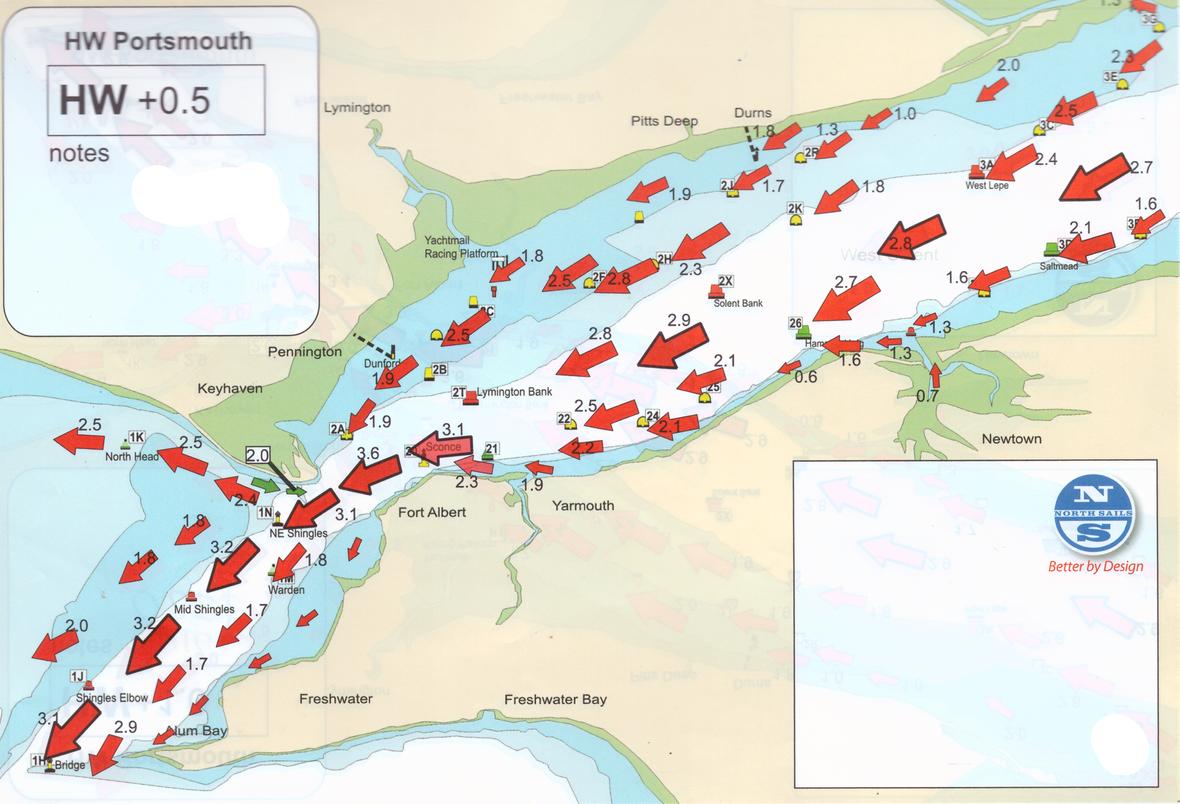 HW Portsmouth
HW +0.5
notes
Lymington
Pitts Deep
Durns
1.8
1.3
1.0
2.0
1.3
3G
2.3
3E
2.5
3C
2.4
3A
West Lepe
2.7
1.6
2.1
3D
Saltmead
1.9
2J
1.7
2R
2K
1.8
2.8
Yachtmail
Racing Platform
1.8
2.5
2F
2.8
2H
2.3
2X
Solent Bank
2.7
26
1.6
1.3
1.3
1.6
0.6
0.7
Newtown
2.5
Pennington
Dunford
1.9
2B
2.8
2.9
2.1
25
Keyhaven
2T
Lymington Bank
2A
1.9
22
2.5
24
2.1
2.2
2.5
1K
North Head
2.5
2.0
2.4
3.6
3.1
Sconce
21
2.3
1.9
Fort Albert
Yarmouth
1N
NE Shingles
3.1
1.8
1.8
3.2
1.8
Warden
Mid Shingles
1.7
3.2
2.0
1.7
1J
Shingles Elbow
3.1
2.9
1H
Bridge
Num Bay
Freshwater
Freshwater Bay
N
NORTH SAILS
S
Better by Design